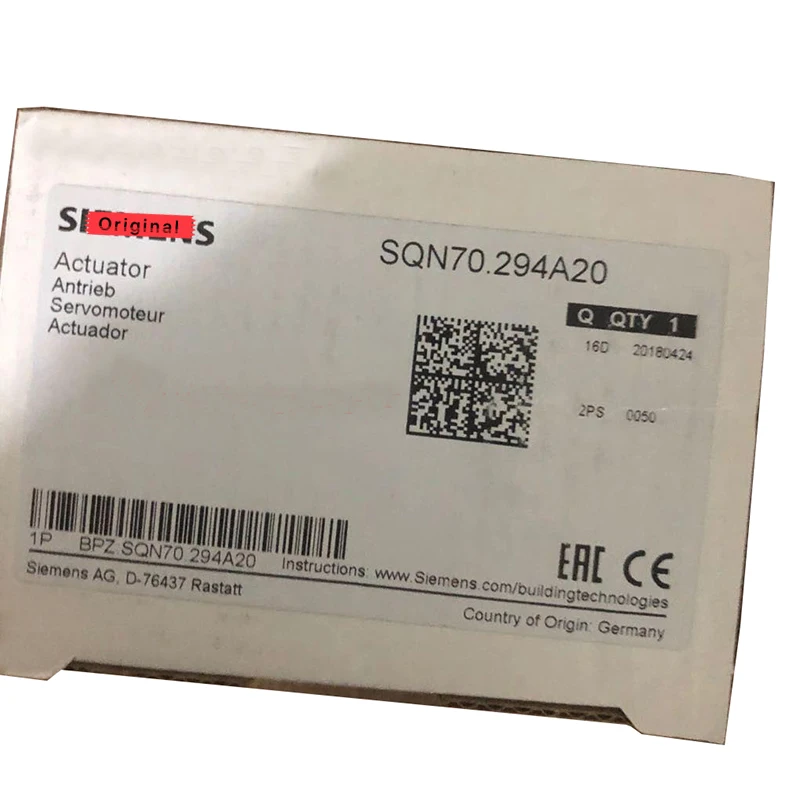 SIEMENS
Original
Actuator
Antrieb
Servomoteur
Actuador
SQN70.294A20
Q QTY 1
16D 20180424
2PS 0050
1P BPZ:SQN70.294A20
Instructions: www.Siemens.com/buildingtechnologies
Siemens AG, D-76437 Rastatt
EAC CE
Country of Origin: Germany